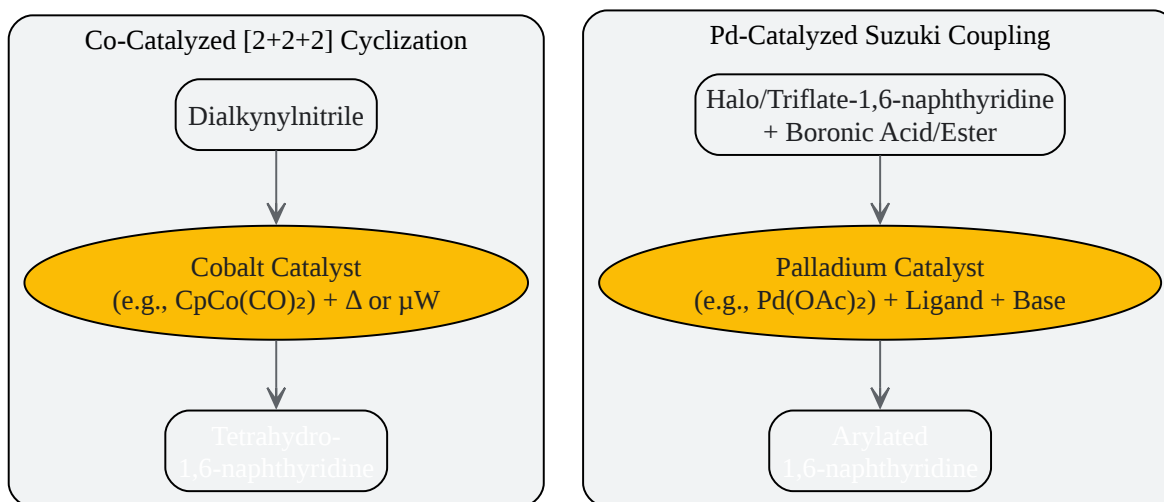 Co-Catalyzed [2+2+2] Cyclization
Dialkynylnitrile
Cobalt Catalyst
(e.g., CpCo(CO)₂) + Δ or µW
Tetrahydro-
1,6-naphthyridine
Pd-Catalyzed Suzuki Coupling
Halo/Triflate-1,6-naphthyridine
+ Boronic Acid/Ester
Palladium Catalyst
(e.g., Pd(OAc)₂) + Ligand + Base
Arylated
1,6-naphthyridine